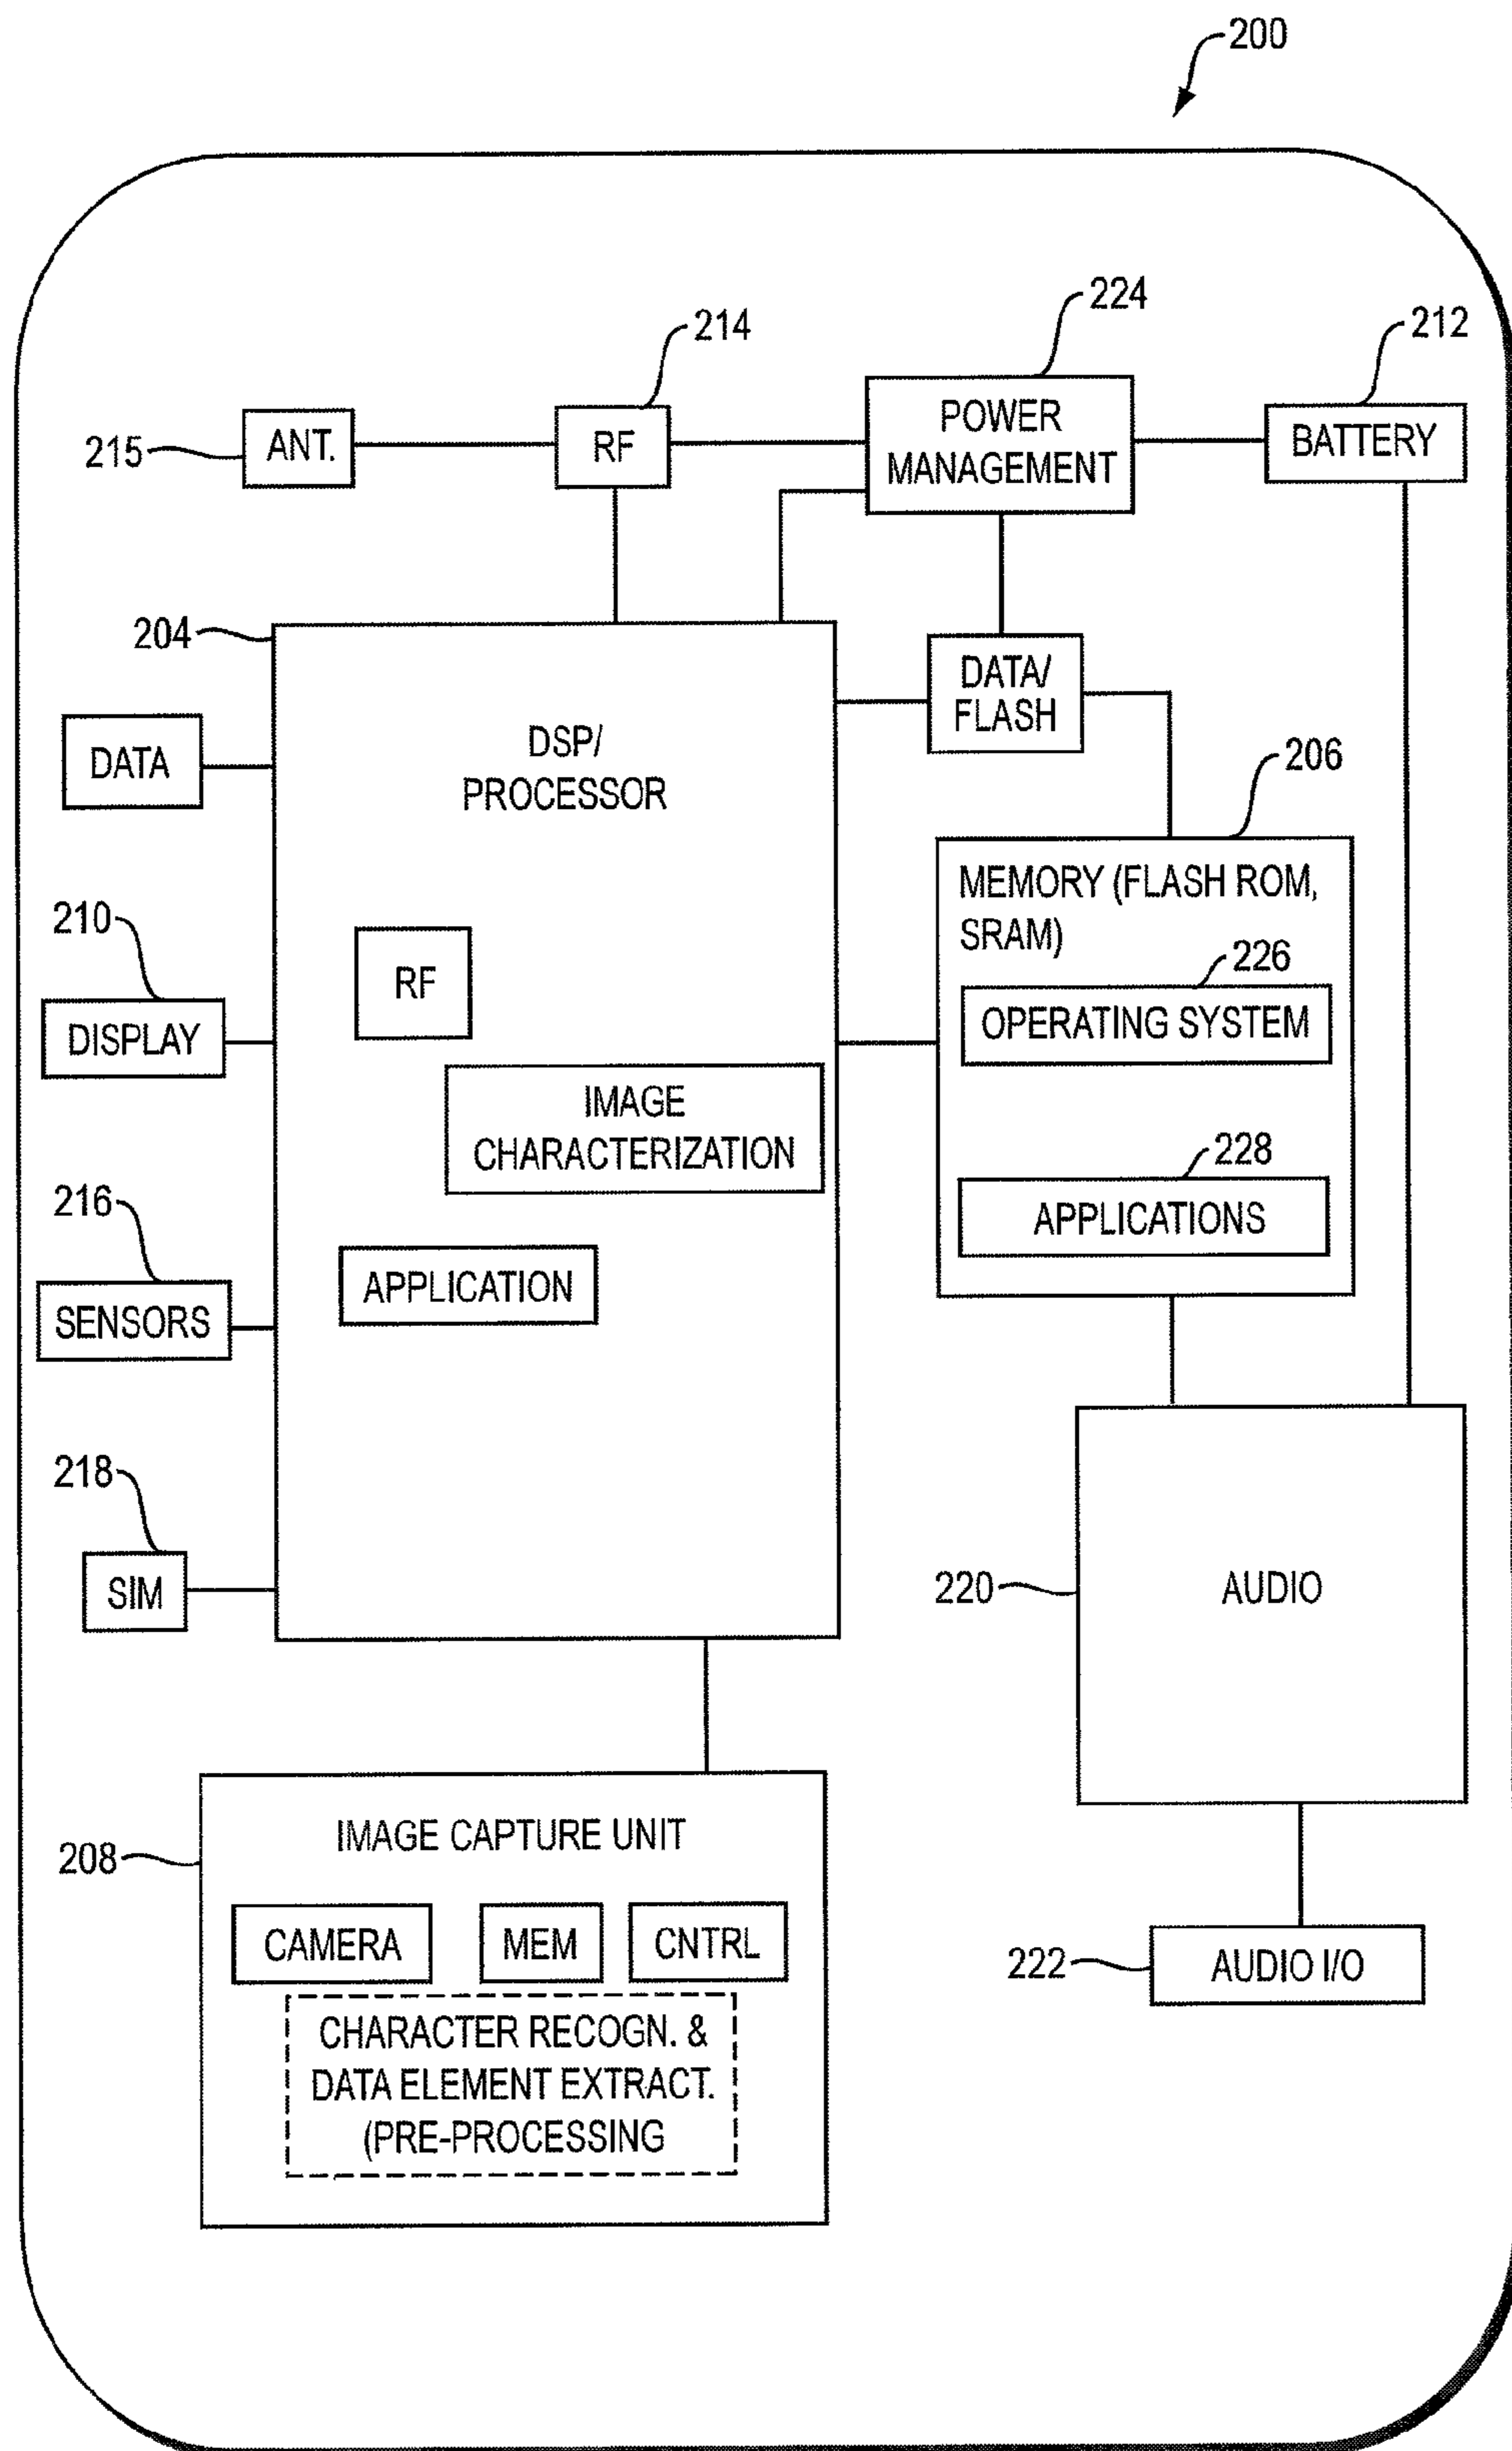 200
224
214
212
215
ANT.
RF
POWER
MANAGEMENT
BATTERY
204
DATA/
FLASH
DATA
DSP/
PROCESSOR
206
MEMORY (FLASH ROM,
SRAM)
210
RF
226
DISPLAY
OPERATING SYSTEM
IMAGE
CHARACTERIZATION
228
216
APPLICATIONS
SENSORS
APPLICATION
218
SIM
220
AUDIO
IMAGE CAPTURE UNIT
208
CAMERA
MEM
CNTRL
222
AUDIO I/O
CHARACTER RECOGN. &
DATA ELEMENT EXTRACT.
(PRE-PROCESSING